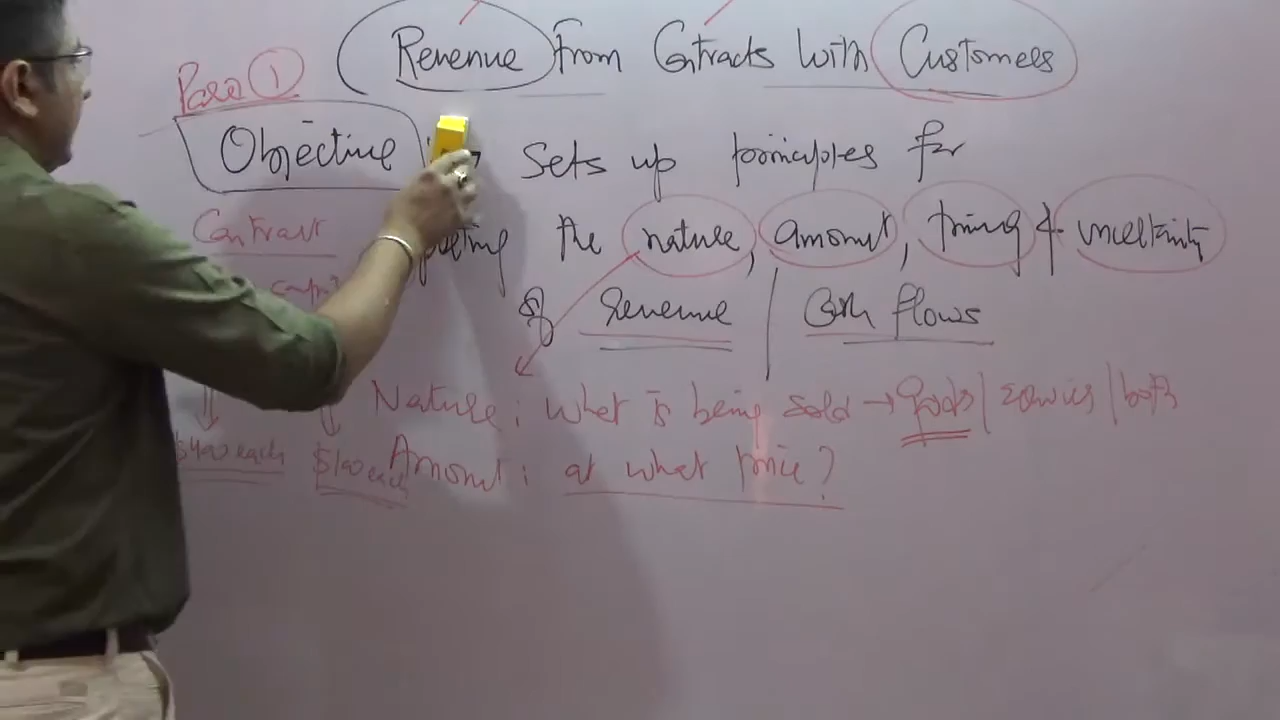 Revenue from Contracts with Customers
Para 1
Objective Sets up principles for
the nature, amount, timing & uncertainty
Contract
of revenue | Cash flows
Nature: What is being sold → Goods | services | both
$400 each $100 each Amount: at what price?